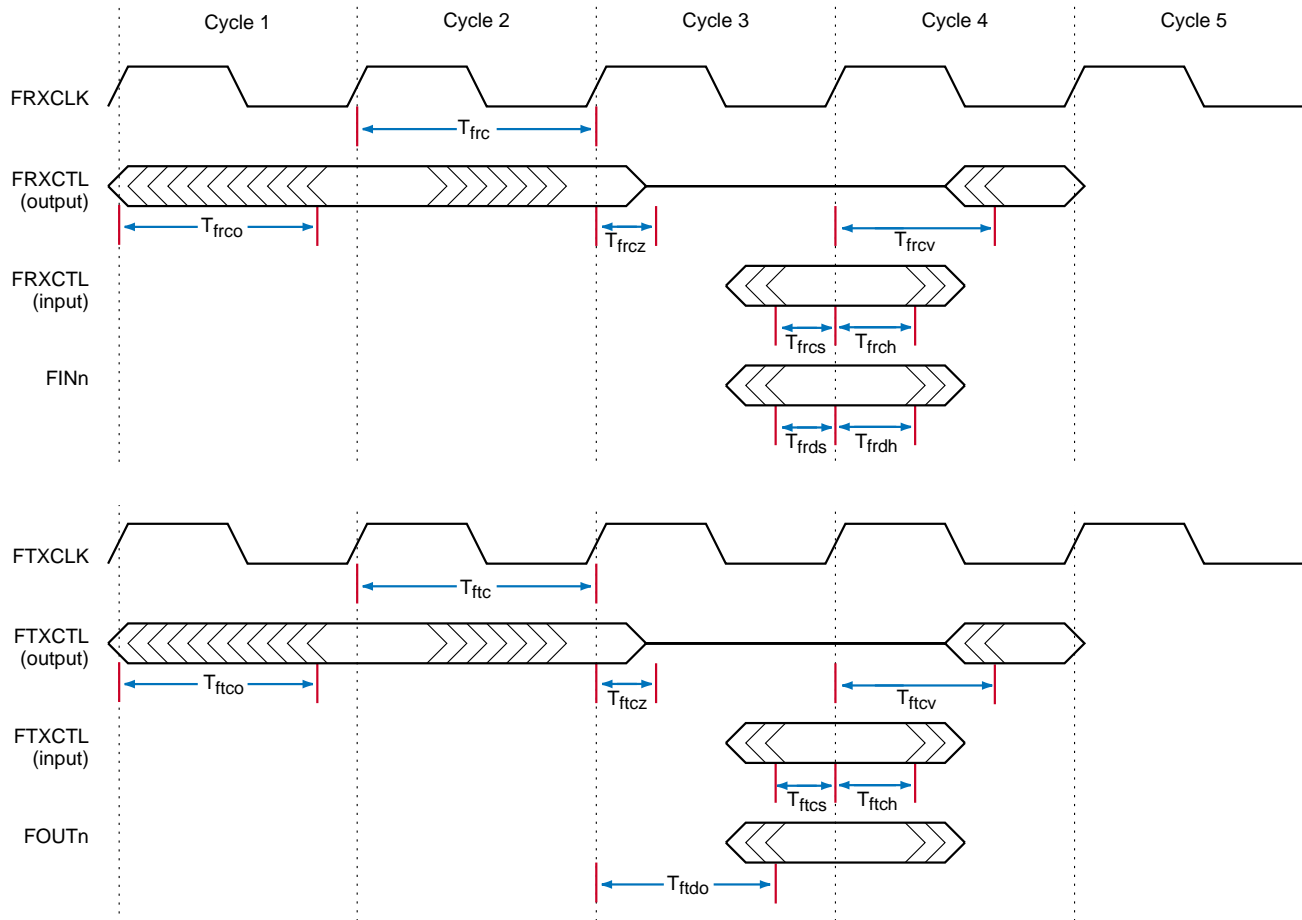 Cycle 1 Cycle 2 Cycle 3 Cycle 4 Cycle 5
FRXCLK
Tfrc
FRXCTL
(output)
Tfrco Tfrcz Tfrcv
FRXCTL
(input)
Tfrcs Tfrch
FINn
Tfrds Tfrdh
FTXCLK
Tftc
FTXCTL
(output)
Tftco Tftcz Tftcv
FTXCTL
(input)
Tftcs Tftch
FOUTn
Tftdo